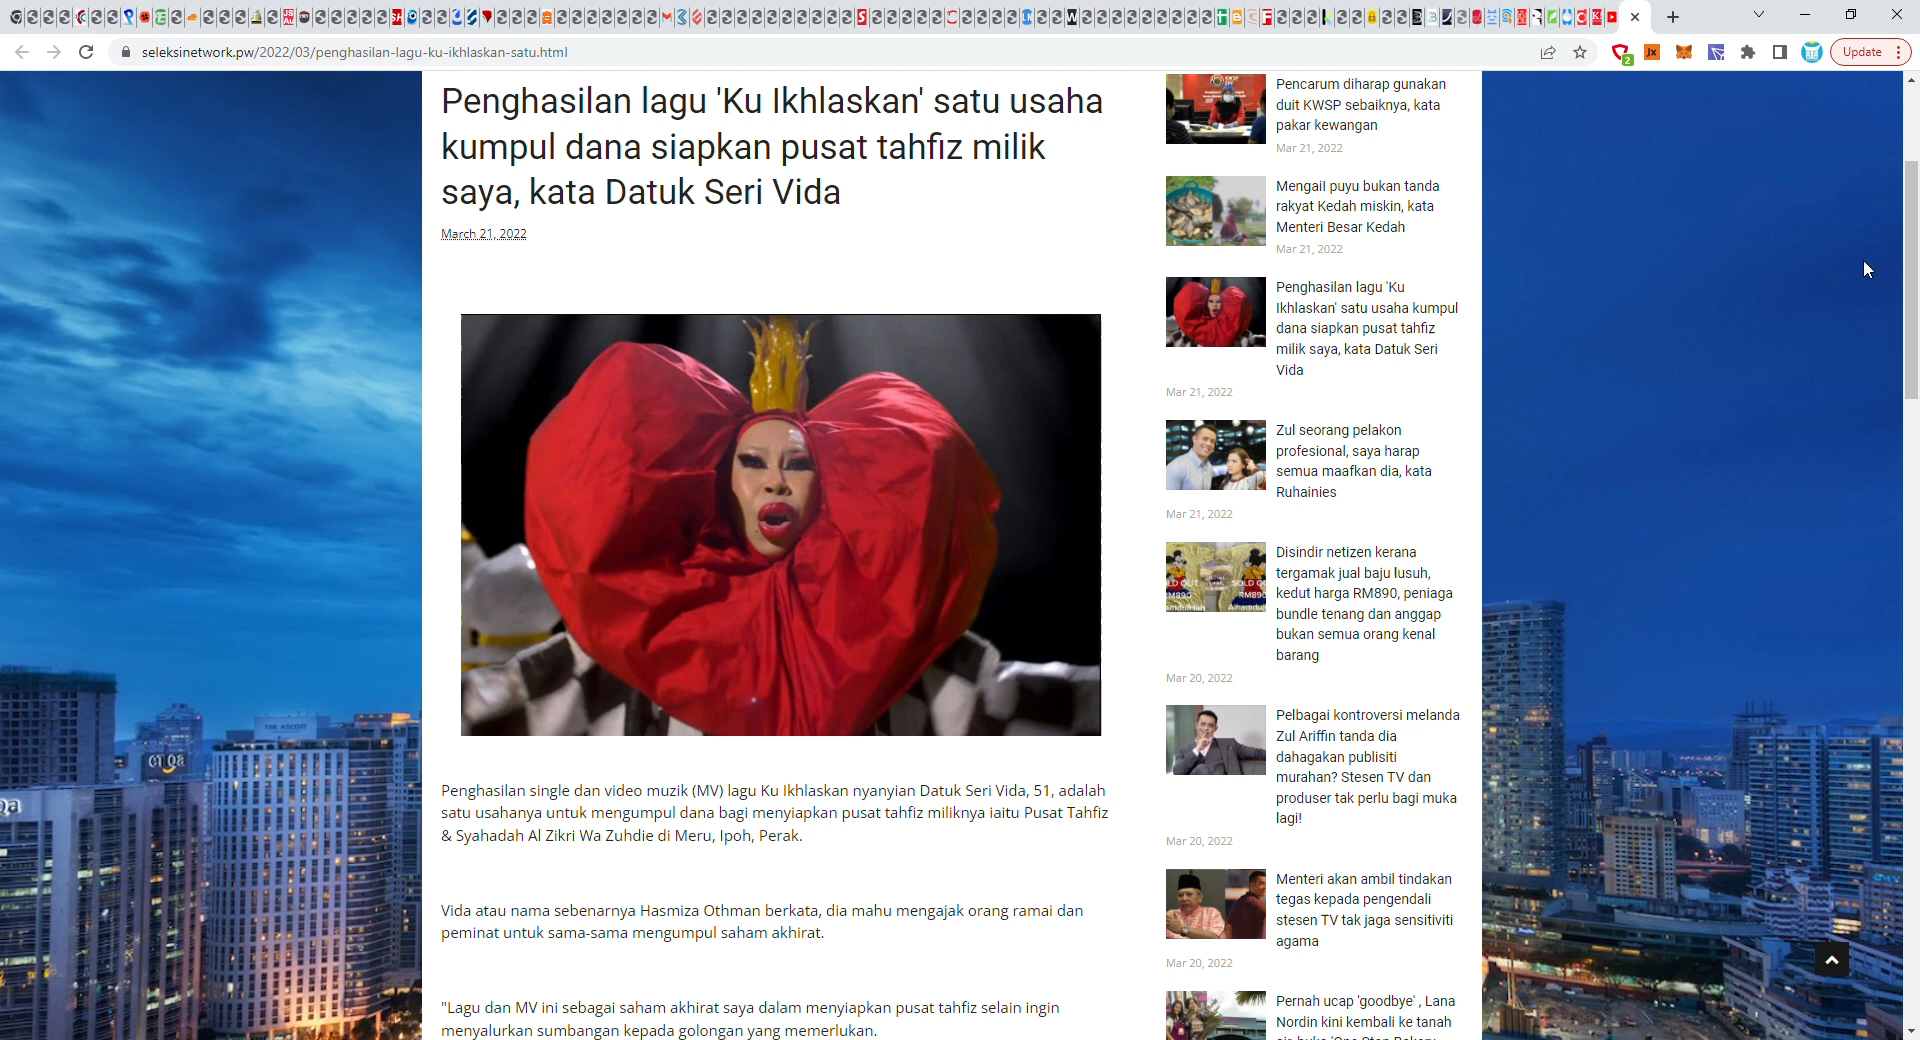 seleksinetwork.pw/2022/03/penghasilan-lagu-ku-ikhlaskan-satu.html
2
Jx
Update
Penghasilan lagu 'Ku Ikhlaskan' satu usaha
kumpul dana siapkan pusat tahfiz milik
saya, kata Datuk Seri Vida
March 21, 2022
Penghasilan single dan video muzik (MV) lagu Ku Ikhlaskan nyanyian Datuk Seri Vida, 51, adalah
satu usahanya untuk mengumpul dana bagi menyiapkan pusat tahfiz miliknya iaitu Pusat Tahfiz
& Syahadah Al Zikri Wa Zuhdie di Meru, Ipoh, Perak.
Vida atau nama sebenarnya Hasmiza Othman berkata, dia mahu mengajak orang ramai dan
peminat untuk sama-sama mengumpul saham akhirat.
"Lagu dan MV ini sebagai saham akhirat saya dalam menyiapkan pusat tahfiz selain ingin
menyalurkan sumbangan kepada golongan yang memerlukan.
Pencarum diharap gunakan
duit KWSP sebaiknya, kata
pakar kewangan
Mar 21, 2022
Mengail puyu bukan tanda
rakyat Kedah miskin, kata
Menteri Besar Kedah
Mar 21, 2022
Penghasilan lagu 'Ku
Ikhlaskan' satu usaha kumpul
dana siapkan pusat tahfiz
milik saya, kata Datuk Seri
Vida
Mar 21, 2022
Zul seorang pelakon
profesional, saya harap
semua maafkan dia, kata
Ruhainies
Mar 21, 2022
SOLD OUT
RM890
Disindir netizen kerana
tergamak jual baju lusuh,
kedut harga RM890, peniaga
bundle tenang dan anggap
bukan semua orang kenal
barang
Mar 20, 2022
Pelbagai kontroversi melanda
Zul Ariffin tanda dia
dahagakan publisiti
murahan? Stesen TV dan
produser tak perlu bagi muka
lagi!
Mar 20, 2022
Menteri akan ambil tindakan
tegas kepada pengendali
stesen TV tak jaga sensitiviti
agama
Mar 20, 2022
Pernah ucap 'goodbye' , Lana
Nordin kini kembali ke tanah
THE ASCOTT